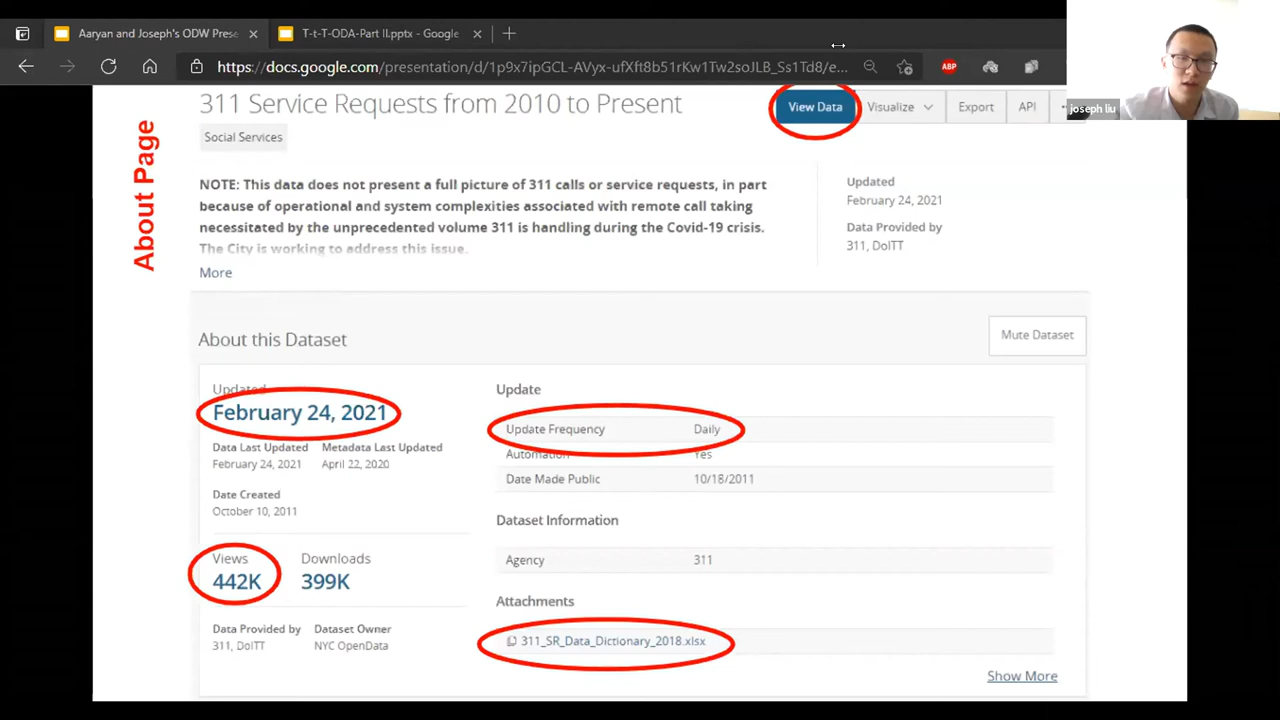 Aaryan and Joseph's ODW Prese
T-t-T-ODA-Part II.pptx - Google
https://docs.google.com/presentation/d/1p9x7ipGCL-AVyx-ufXft8b51rKw1Tw2soJLB_Ss1Td8/e...
ABP
joseph liu
About Page
311 Service Requests from 2010 to Present
View Data
Visualize
Export
API
Social Services
NOTE: This data does not present a full picture of 311 calls or service requests, in part
because of operational and system complexities associated with remote call taking
necessitated by the unprecedented volume 311 is handling during the Covid-19 crisis.
The City is working to address this issue.
More
Updated
February 24, 2021
Data Provided by
311, DoITT
About this Dataset
Mute Dataset
Updated
February 24, 2021
Data Last Updated
February 24, 2021
Metadata Last Updated
April 22, 2020
Date Created
October 10, 2011
Views
442K
Downloads
399K
Data Provided by
311, DoITT
Dataset Owner
NYC OpenData
Update
Update Frequency Daily
Automation Yes
Date Made Public 10/18/2011
Dataset Information
Agency 311
Attachments
311_SR_Data_Dictionary_2018.xlsx
Show More